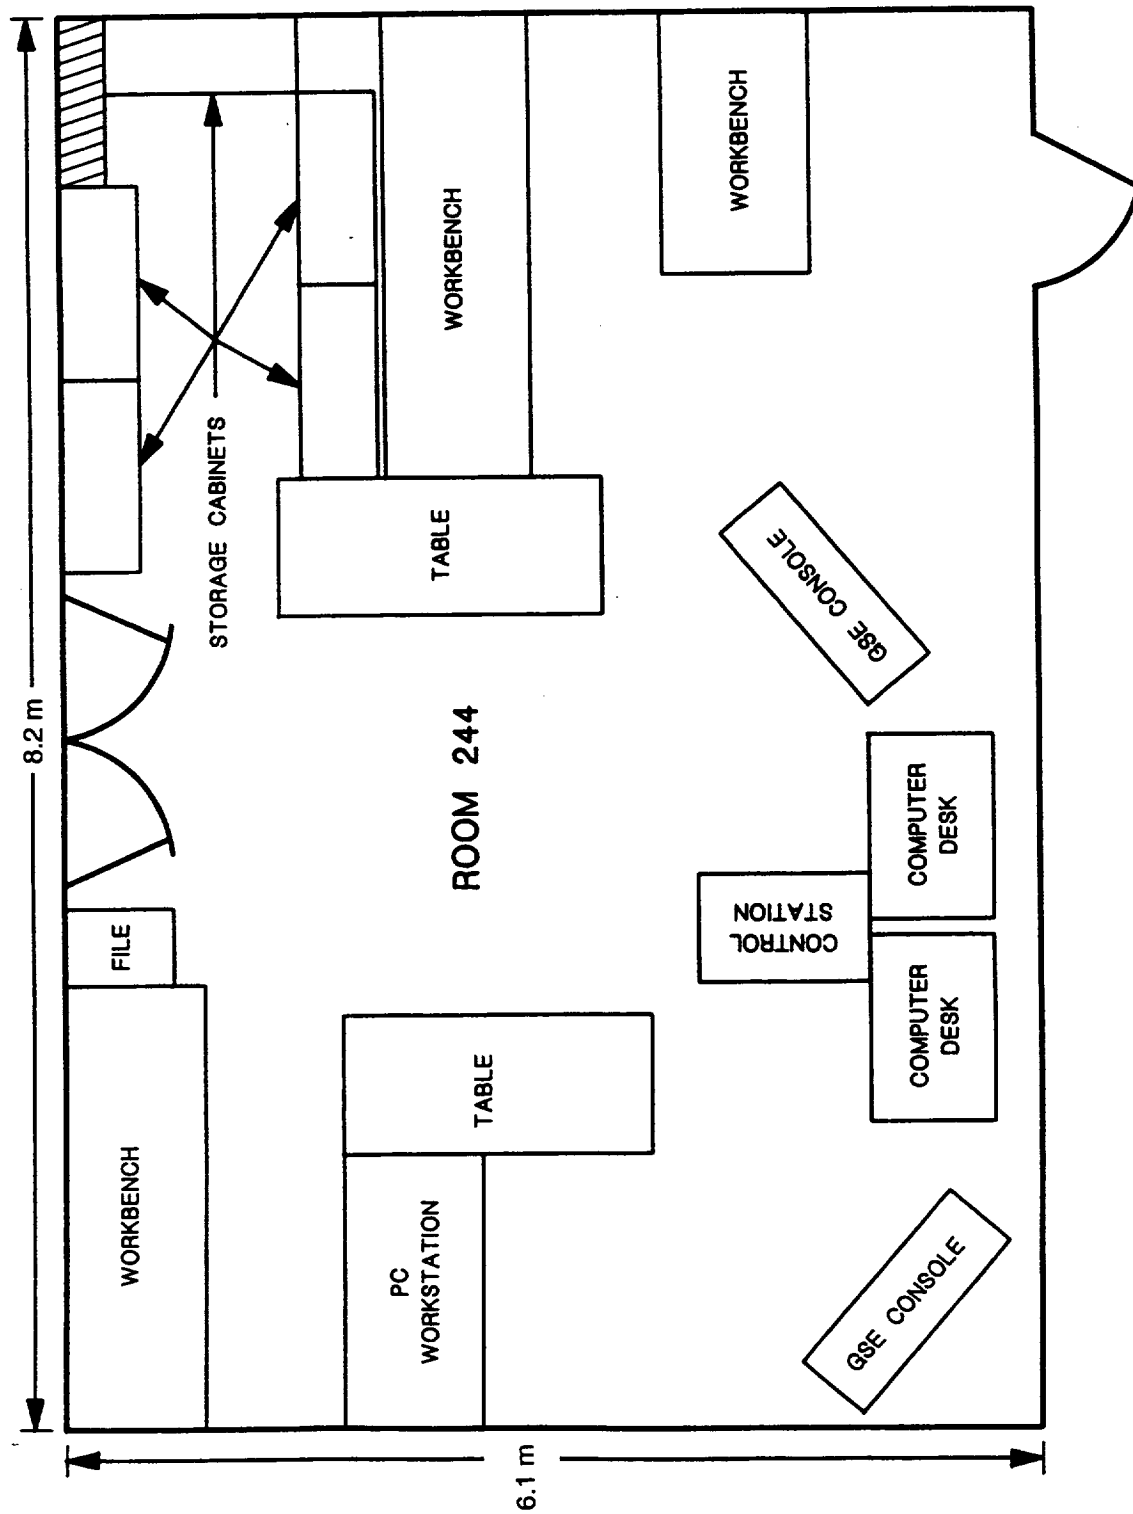 8.2 m
6.1 m
WORKBENCH
FILE
STORAGE CABINETS
PC
WORKSTATION
TABLE
ROOM 244
TABLE
WORKBENCH
WORKBENCH
GSE CONSOLE
COMPUTER
DESK
CONTROL
STATION
COMPUTER
DESK
GSE CONSOLE